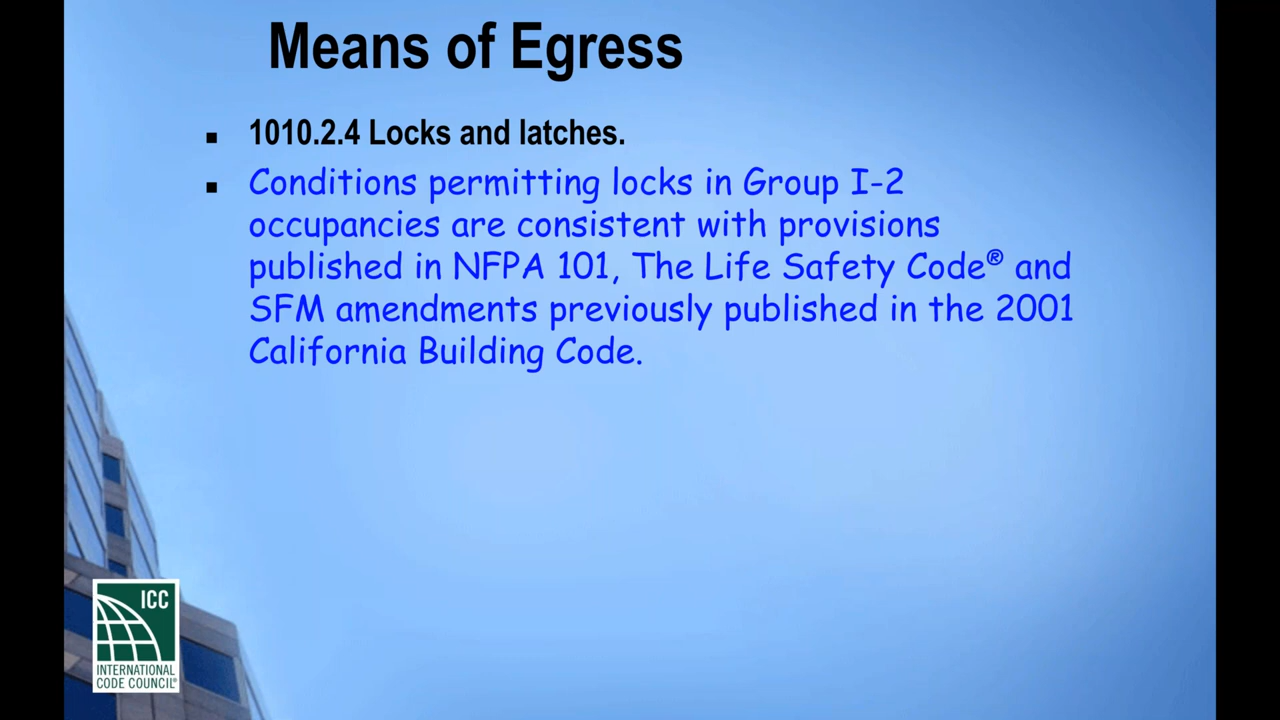 Means of Egress
1010.2.4 Locks and latches.
Conditions permitting locks in Group I-2
occupancies are consistent with provisions
published in NFPA 101, The Life Safety Code® and
SFM amendments previously published in the 2001
California Building Code.
ICC
INTERNATIONAL
CODE COUNCIL®